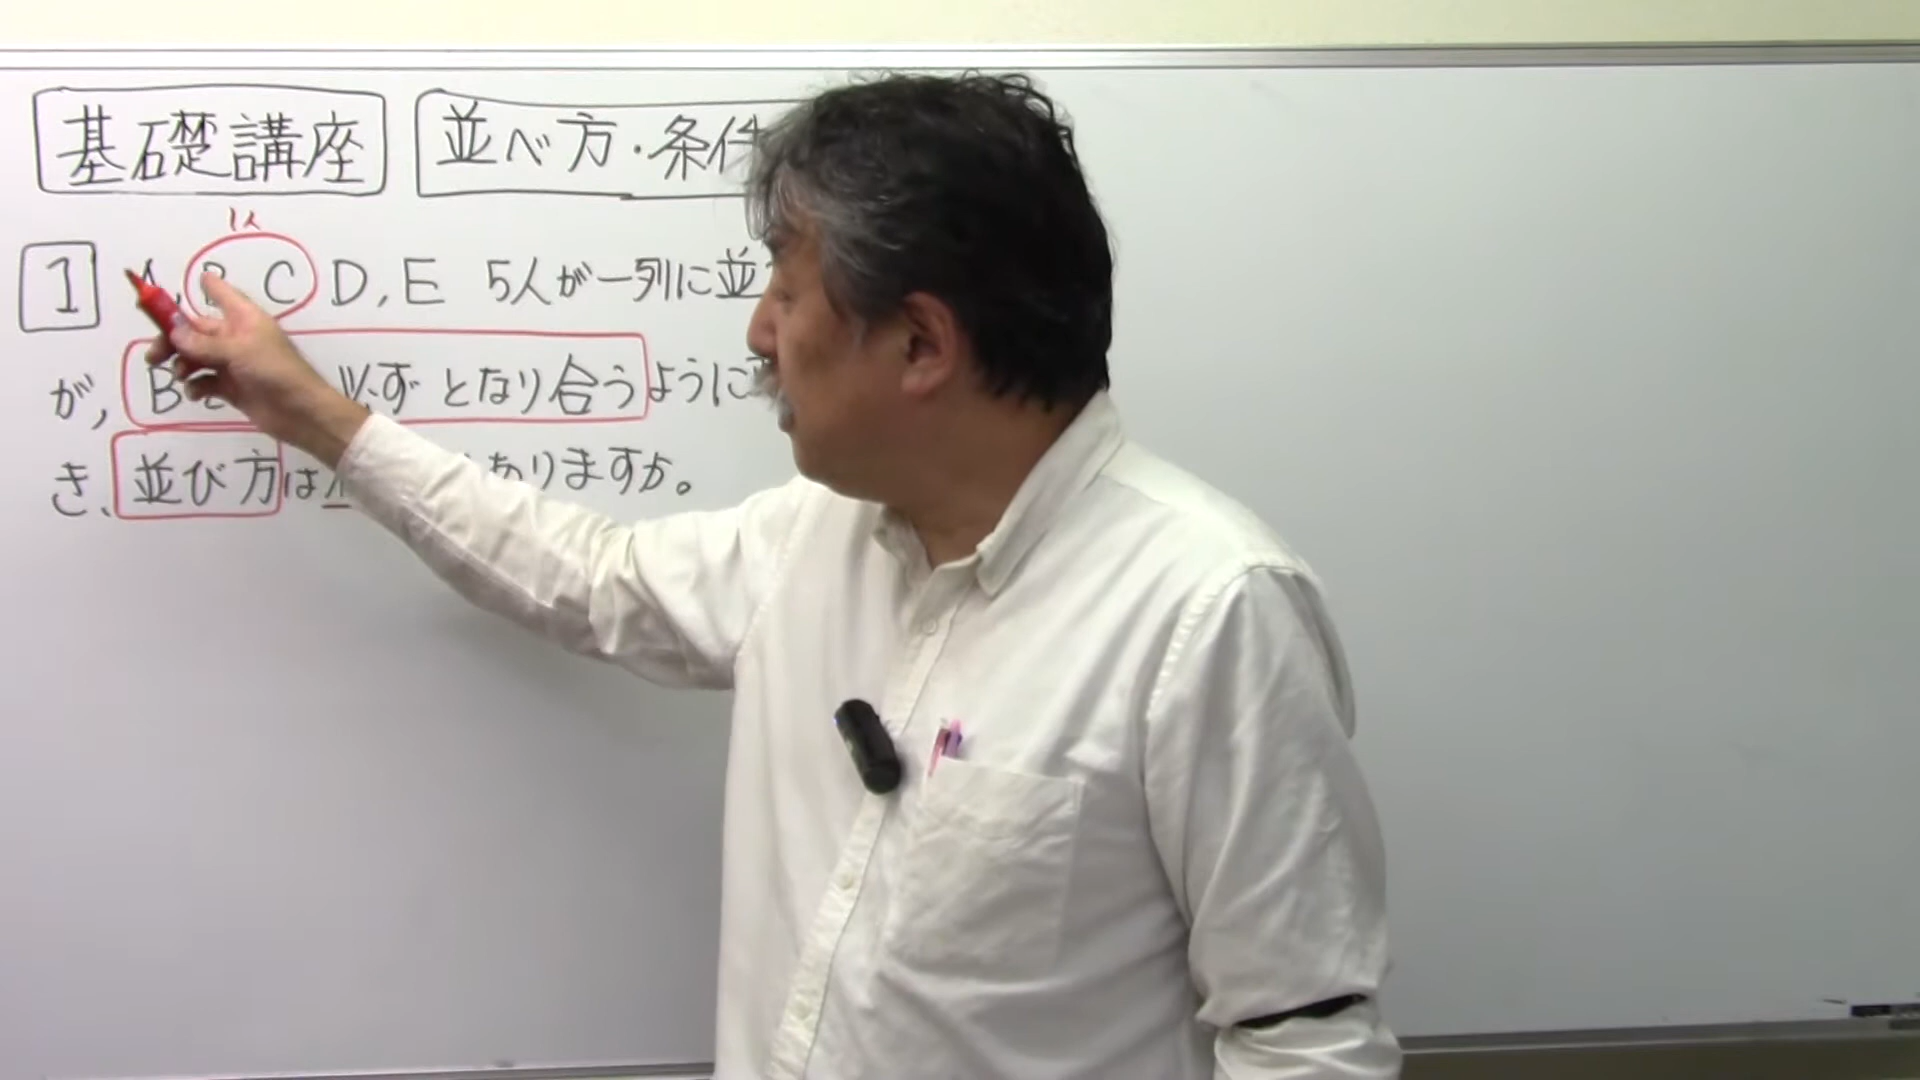 基礎講座 並べ方・条件
1人
1 A, B C D, E 5人が一列に並
が, B 必ずとなり合うように
き、並び方は ありますか。